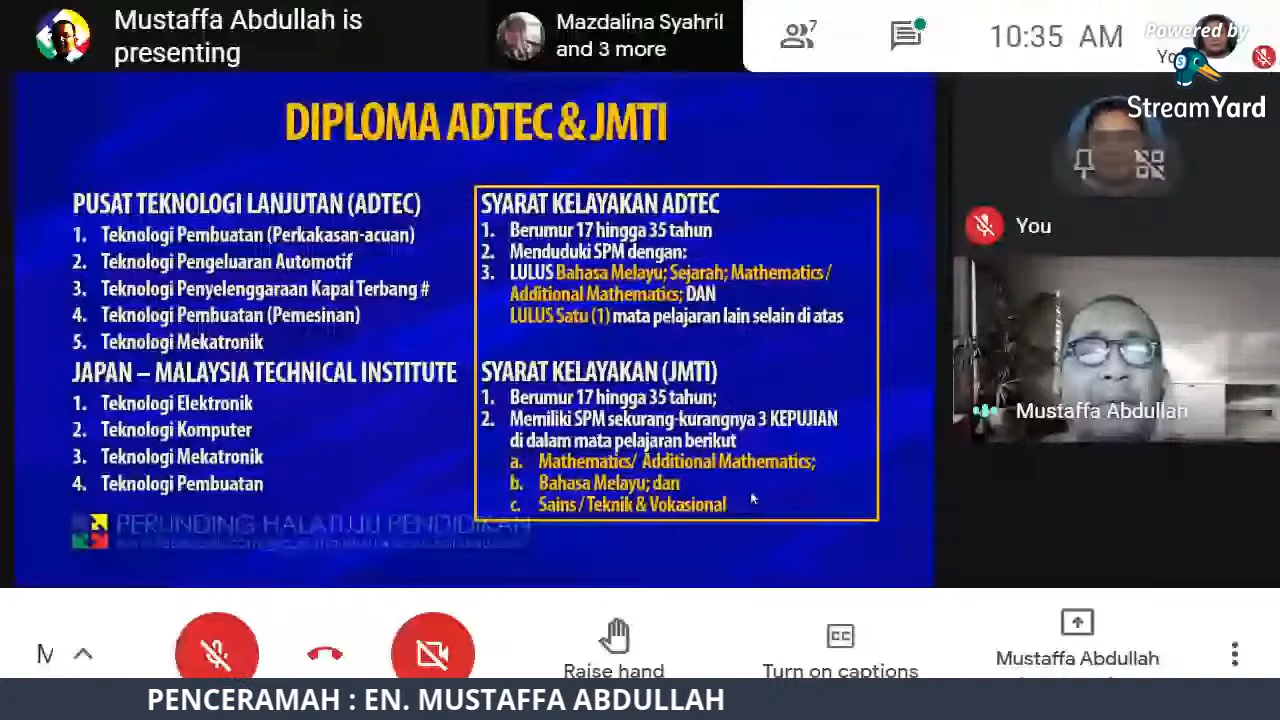 Mustaffa Abdullah is
presenting
Mazdalina Syahril
and 3 more
7
10:35 AM
Powered by
StreamYard
DIPLOMA ADTEC & JMTI
PUSAT TEKNOLOGI LANJUTAN (ADTEC)
1. Teknologi Pembuatan (Perkakasan-acuan)
2. Teknologi Pengeluaran Automotif
3. Teknologi Penyelenggaraan Kapal Terbang #
4. Teknologi Pembuatan (Pemesinan)
5. Teknologi Mekatronik
JAPAN – MALAYSIA TECHNICAL INSTITUTE
1. Teknologi Elektronik
2. Teknologi Komputer
3. Teknologi Mekatronik
4. Teknologi Pembuatan
PERUNDING HALATUJU PENDIDIKAN
SYARAT KELAYAKAN ADTEC
1. Berumur 17 hingga 35 tahun
2. Menduduki SPM dengan:
3. LULUS Bahasa Melayu; Sejarah; Mathematics /
Additional Mathematics; DAN
LULUS Satu (1) mata pelajaran lain selain di atas
SYARAT KELAYAKAN (JMTI)
1. Berumur 17 hingga 35 tahun;
2. Memiliki SPM sekurang-kurangnya 3 KEPUJIAN
di dalam mata pelajaran berikut
a. Mathematics/ Additional Mathematics;
b. Bahasa Melayu; dan
c. Sains / Teknik & Vokasional
You
Mustaffa Abdullah
Raise hand
Turn on captions
Mustaffa Abdullah
PENCERAMAH : EN. MUSTAFFA ABDULLAH